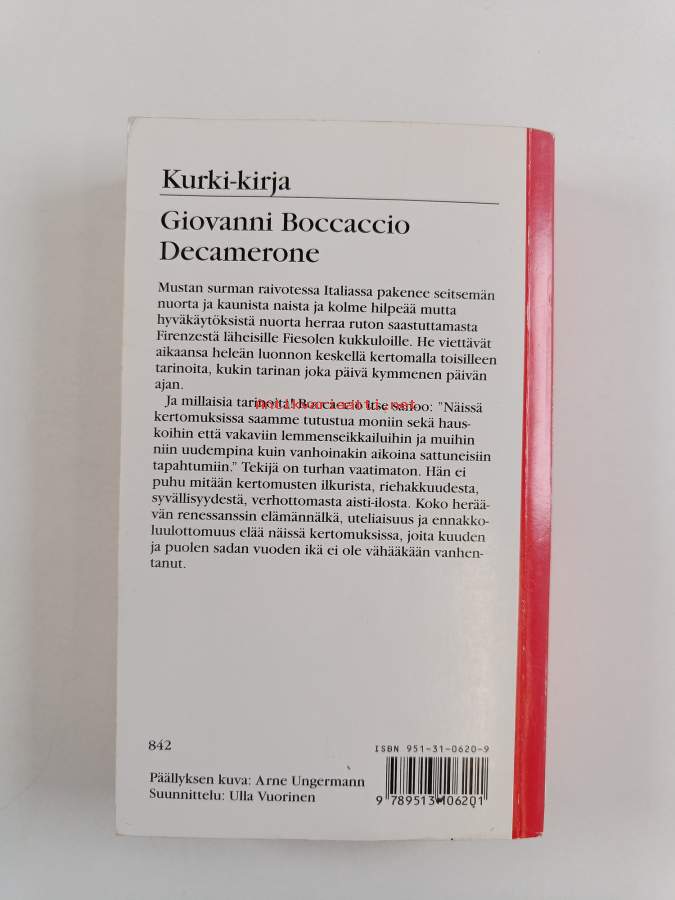 Kurki-kirja
Giovanni Boccaccio
Decamerone
Mustan surman raivotessa Italiassa pakenee seitsemän
nuorta ja kaunista naista ja kolme hilpeää mutta
hyväkäytöksistä nuorta herraa ruton saastuttamasta
Firenzestä läheisille Fiesolen kukkuloille. He viettävät
aikaansa heleän luonnon keskellä kertomalla toisilleen
tarinoita, kukin tarinan joka päivä kymmenen päivän
ajan.
Ja millaisia tarinoita! Boccaccio itse sanoo: "Näissä
kertomuksissa saamme tutustua moniin sekä haus-
koihin että vakaviin lemmenseikkailuihin ja muihin
niin uudempina kuin vanhoinakin aikoina sattuneisiin
tapahtumiin." Tekijä on turhan vaatimaton. Hän ei
puhu mitään kertomusten ilkurista, riehakkuudesta,
syvällisyydestä, verhottomasta aisti-ilosta. Koko herää-
vän renessanssin elämännälkä, uteliaisuus ja ennakko-
luulottomuus elää näissä kertomuksissa, joita kuuden
ja puolen sadan vuoden ikä ei ole vähääkään vanhen-
tanut.
842
ISBN 951-31-0620-9
Päällyksen kuva: Arne Ungermann
Suunnittelu: Ulla Vuorinen
9 789513 106201